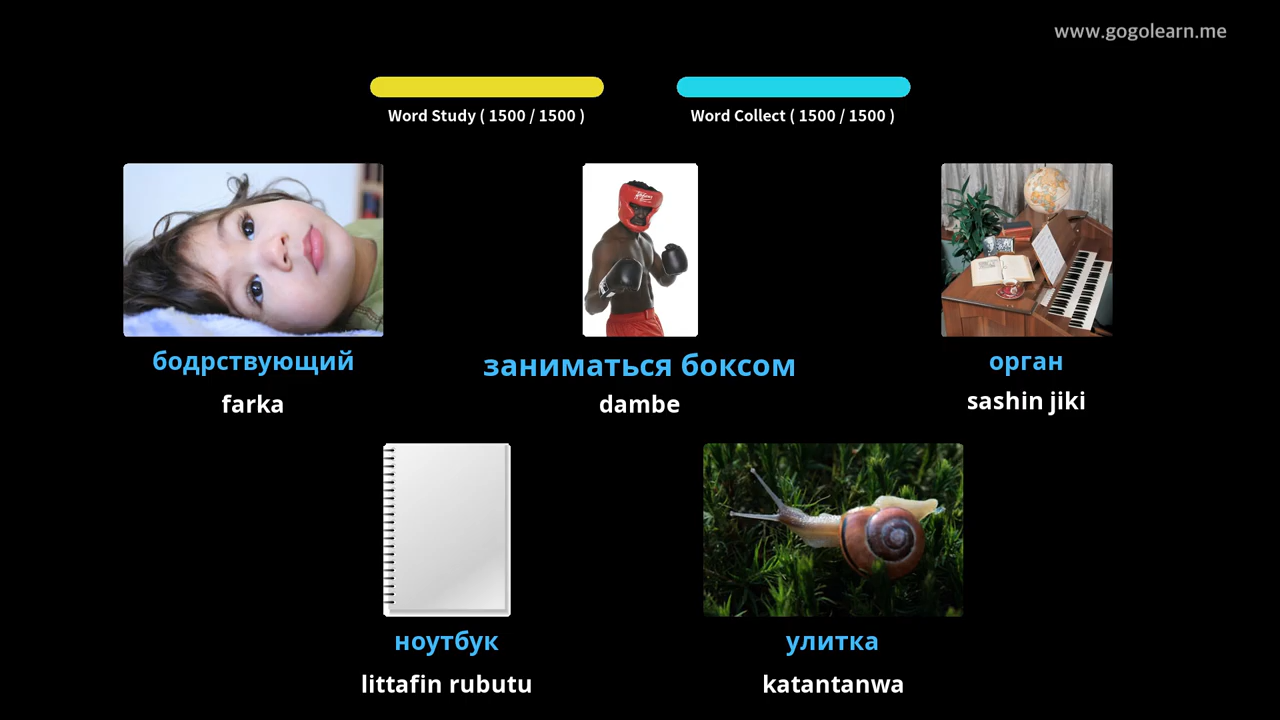 www.gogolearn.me
Word Study ( 1500 / 1500 )
Word Collect ( 1500 / 1500 )
бодрствующий
farka
заниматься боксом
dambe
орган
sashin jiki
ноутбук
littafin rubutu
улитка
katantanwa